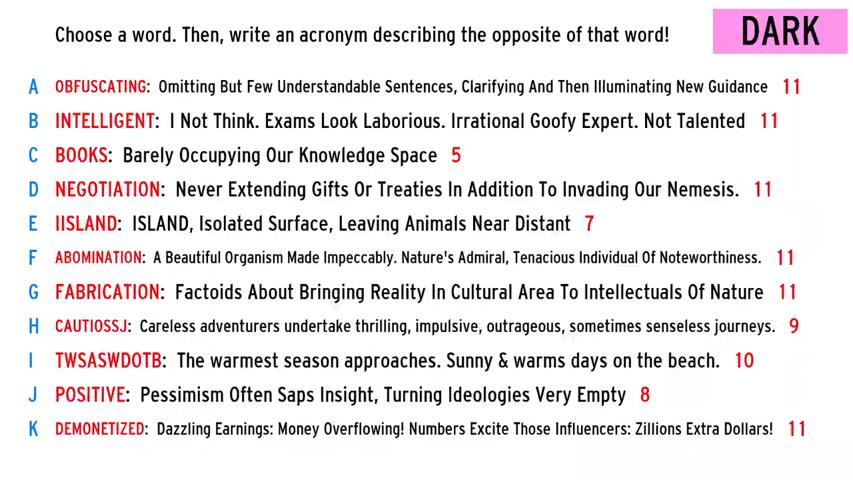 Choose a word. Then, write an acronym describing the opposite of that word!
DARK
A OBFUSCATING: Omitting But Few Understandable Sentences, Clarifying And Then Illuminating New Guidance 11
B INTELLIGENT: I Not Think. Exams Look Laborious. Irrational Goofy Expert. Not Talented 11
C BOOKS: Barely Occupying Our Knowledge Space 5
D NEGOTIATION: Never Extending Gifts Or Treaties In Addition To Invading Our Nemesis. 11
E IISLAND: ISLAND, Isolated Surface, Leaving Animals Near Distant 7
F ABOMINATION: A Beautiful Organism Made Impeccably. Nature's Admiral, Tenacious Individual Of Noteworthiness. 11
G FABRICATION: Factoids About Bringing Reality In Cultural Area To Intellectuals Of Nature 11
H CAUTIOSSJ: Careless adventurers undertake thrilling, impulsive, outrageous, sometimes senseless journeys. 9
I TWSASWDOTB: The warmest season approaches. Sunny & warms days on the beach. 10
J POSITIVE: Pessimism Often Saps Insight, Turning Ideologies Very Empty 8
K DEMONETIZED: Dazzling Earnings: Money Overflowing! Numbers Excite Those Influencers: Zillions Extra Dollars! 11